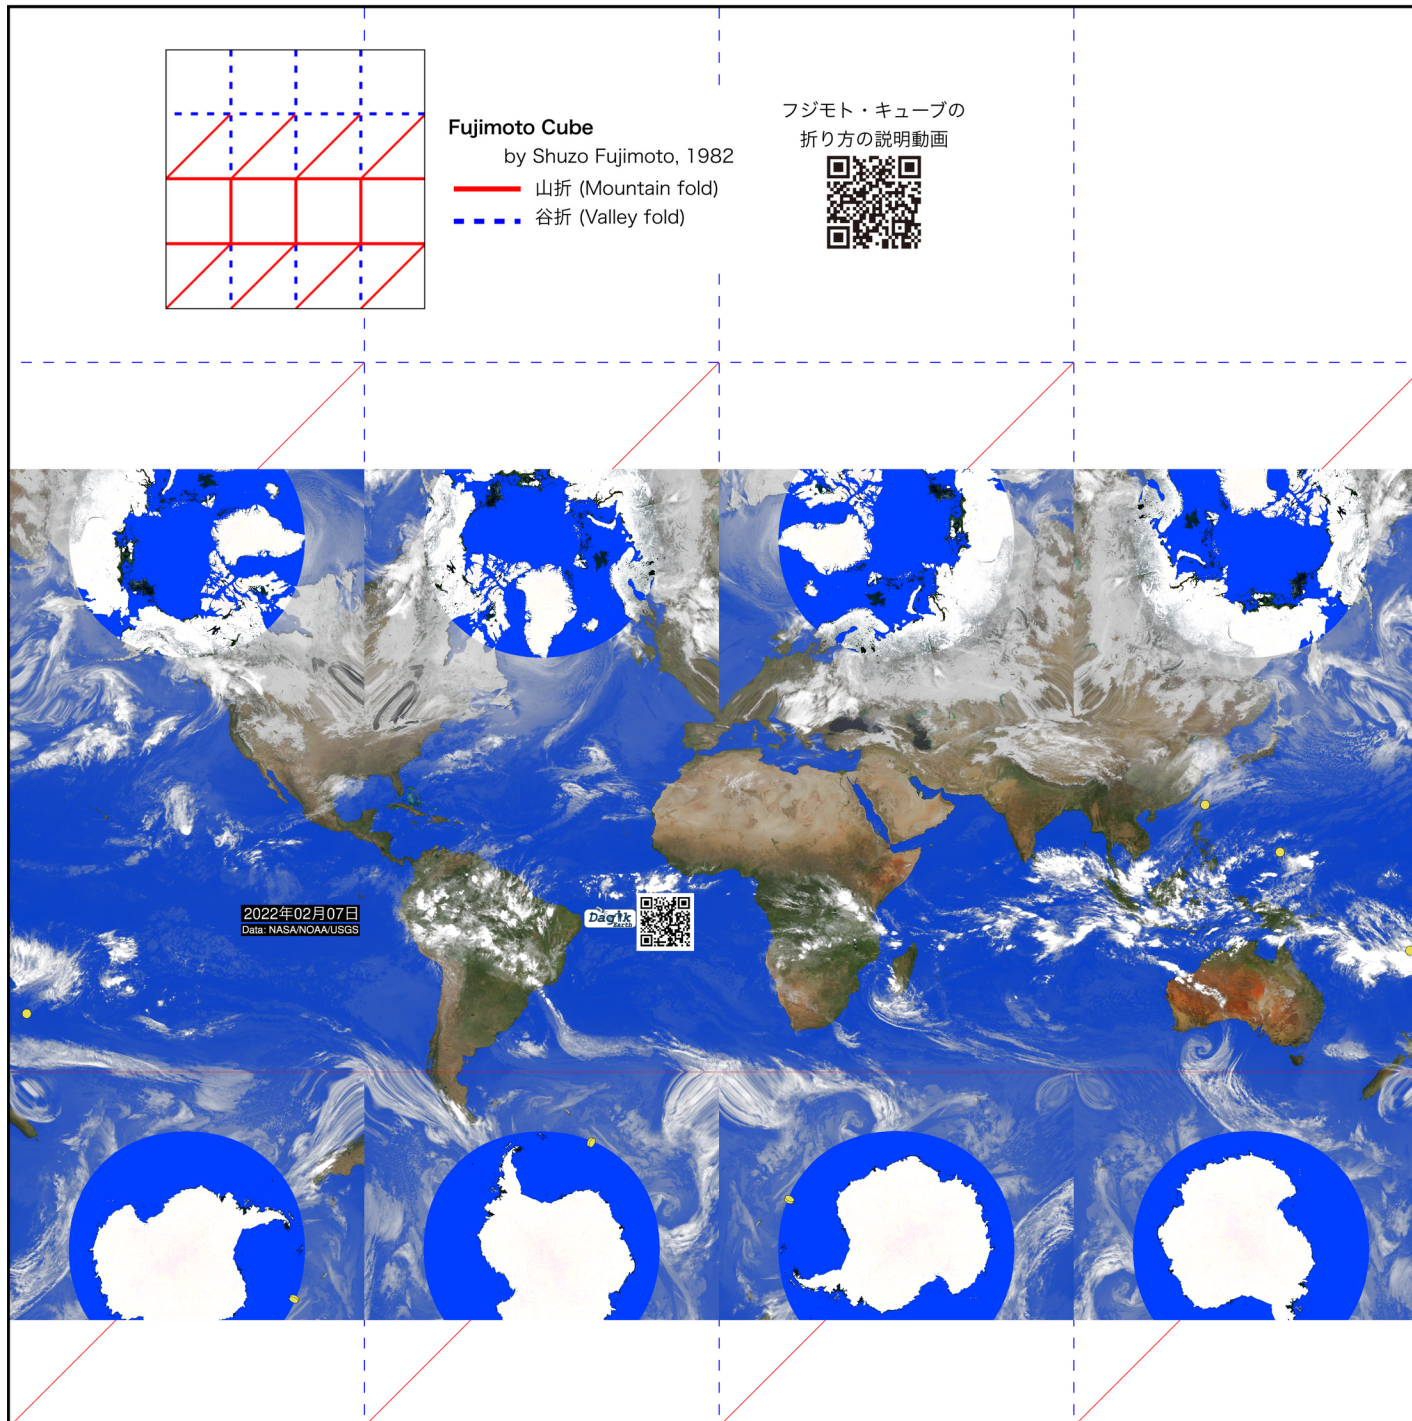 Fujimoto Cube
by Shuzo Fujimoto, 1982
山折 (Mountain fold)
谷折 (Valley fold)
フジモト・キューブの
折り方の説明動画
2022年02月07日
Data: NASA/NOAA/USGS
Dagik
Earth